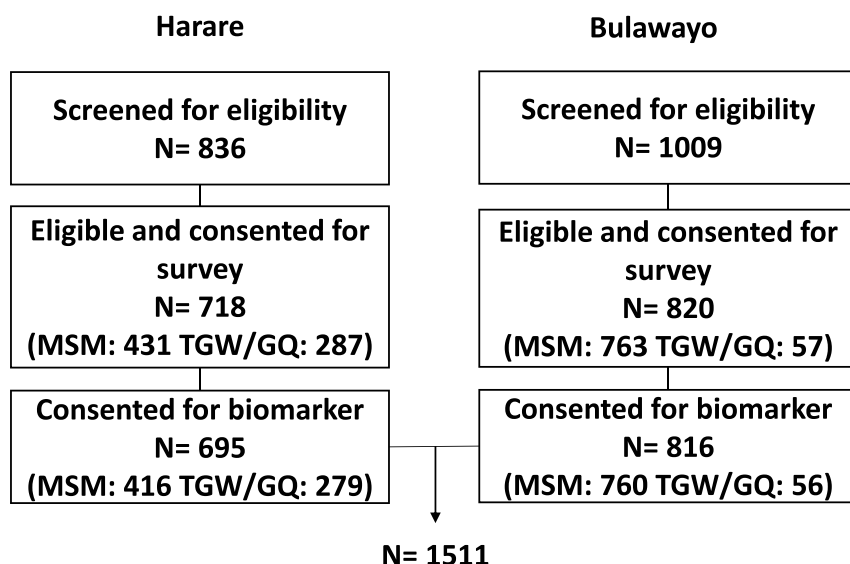 Harare
Screened for eligibility
N= 836
Eligible and consented for
survey
N= 718
(MSM: 431 TGW/GQ: 287)
Consented for biomarker
N= 695
(MSM: 416 TGW/GQ: 279)
Bulawayo
Screened for eligibility
N= 1009
Eligible and consented for
survey
N= 820
(MSM: 763 TGW/GQ: 57)
Consented for biomarker
N= 816
(MSM: 760 TGW/GQ: 56)
N= 1511